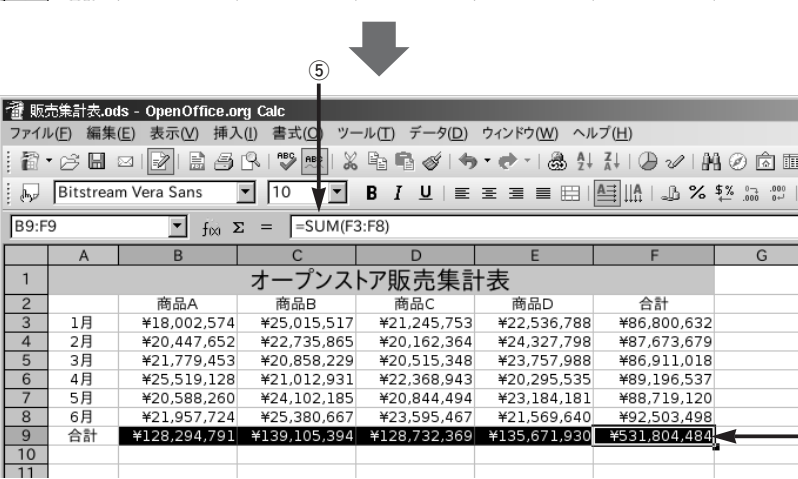 ⑤
販売集計表.ods - OpenOffice.org Calc
ファイル(F) 編集(E) 表示(V) 挿入(I) 書式(O) ツール(T) データ(D) ウィンドウ(W) ヘルプ(H)
Bitstream Vera Sans 10 B I U
B9:F9 f(x) Σ = =SUM(F3:F8)
A B C D E F G
1 オープンストア販売集計表
2 商品A 商品B 商品C 商品D 合計
3 1月 ¥18,002,574 ¥25,015,517 ¥21,245,753 ¥22,536,788 ¥86,800,632
4 2月 ¥20,447,652 ¥22,735,865 ¥20,162,364 ¥24,327,798 ¥87,673,679
5 3月 ¥21,779,453 ¥20,858,229 ¥20,515,348 ¥23,757,988 ¥86,911,018
6 4月 ¥25,519,128 ¥21,012,931 ¥22,368,943 ¥20,295,535 ¥89,196,537
7 5月 ¥20,588,260 ¥24,102,185 ¥20,844,494 ¥23,184,181 ¥88,719,120
8 6月 ¥21,957,724 ¥25,380,667 ¥23,595,467 ¥21,569,640 ¥92,503,498
9 合計 ¥128,294,791 ¥139,105,394 ¥128,732,369 ¥135,671,930 ¥531,804,484
10
11